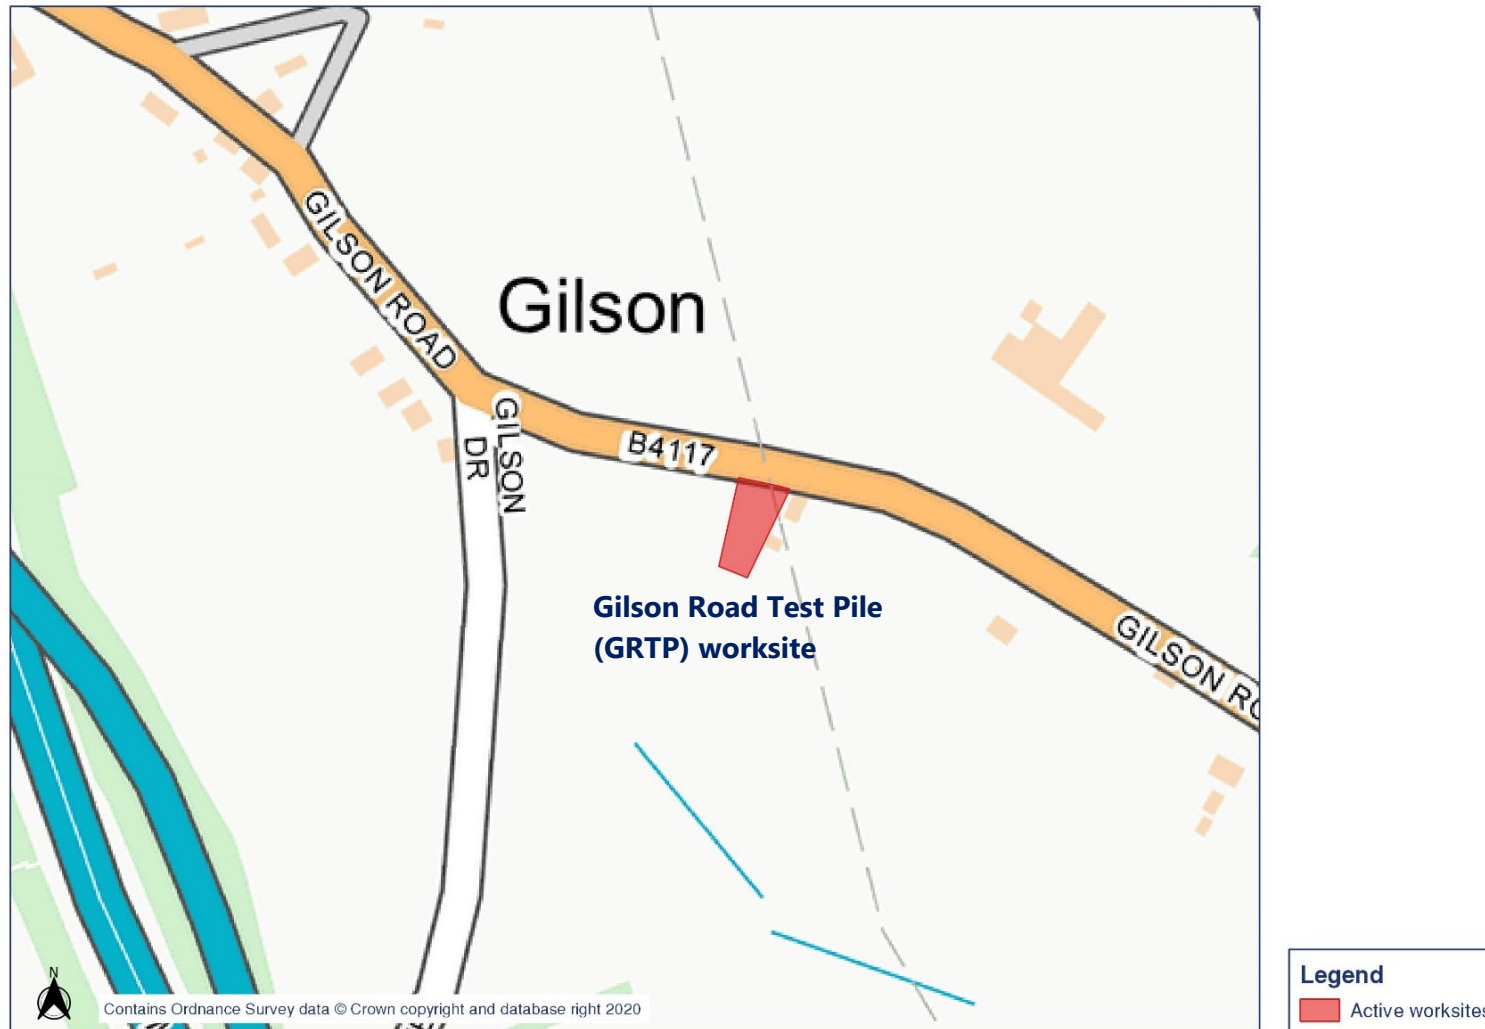 GILSON ROAD
Gilson
GILSON
DR
B4117
Gilson Road Test Pile
(GRTP) worksite
GILSON RO
N
Contains Ordnance Survey data © Crown copyright and database right 2020
Legend
Active worksites